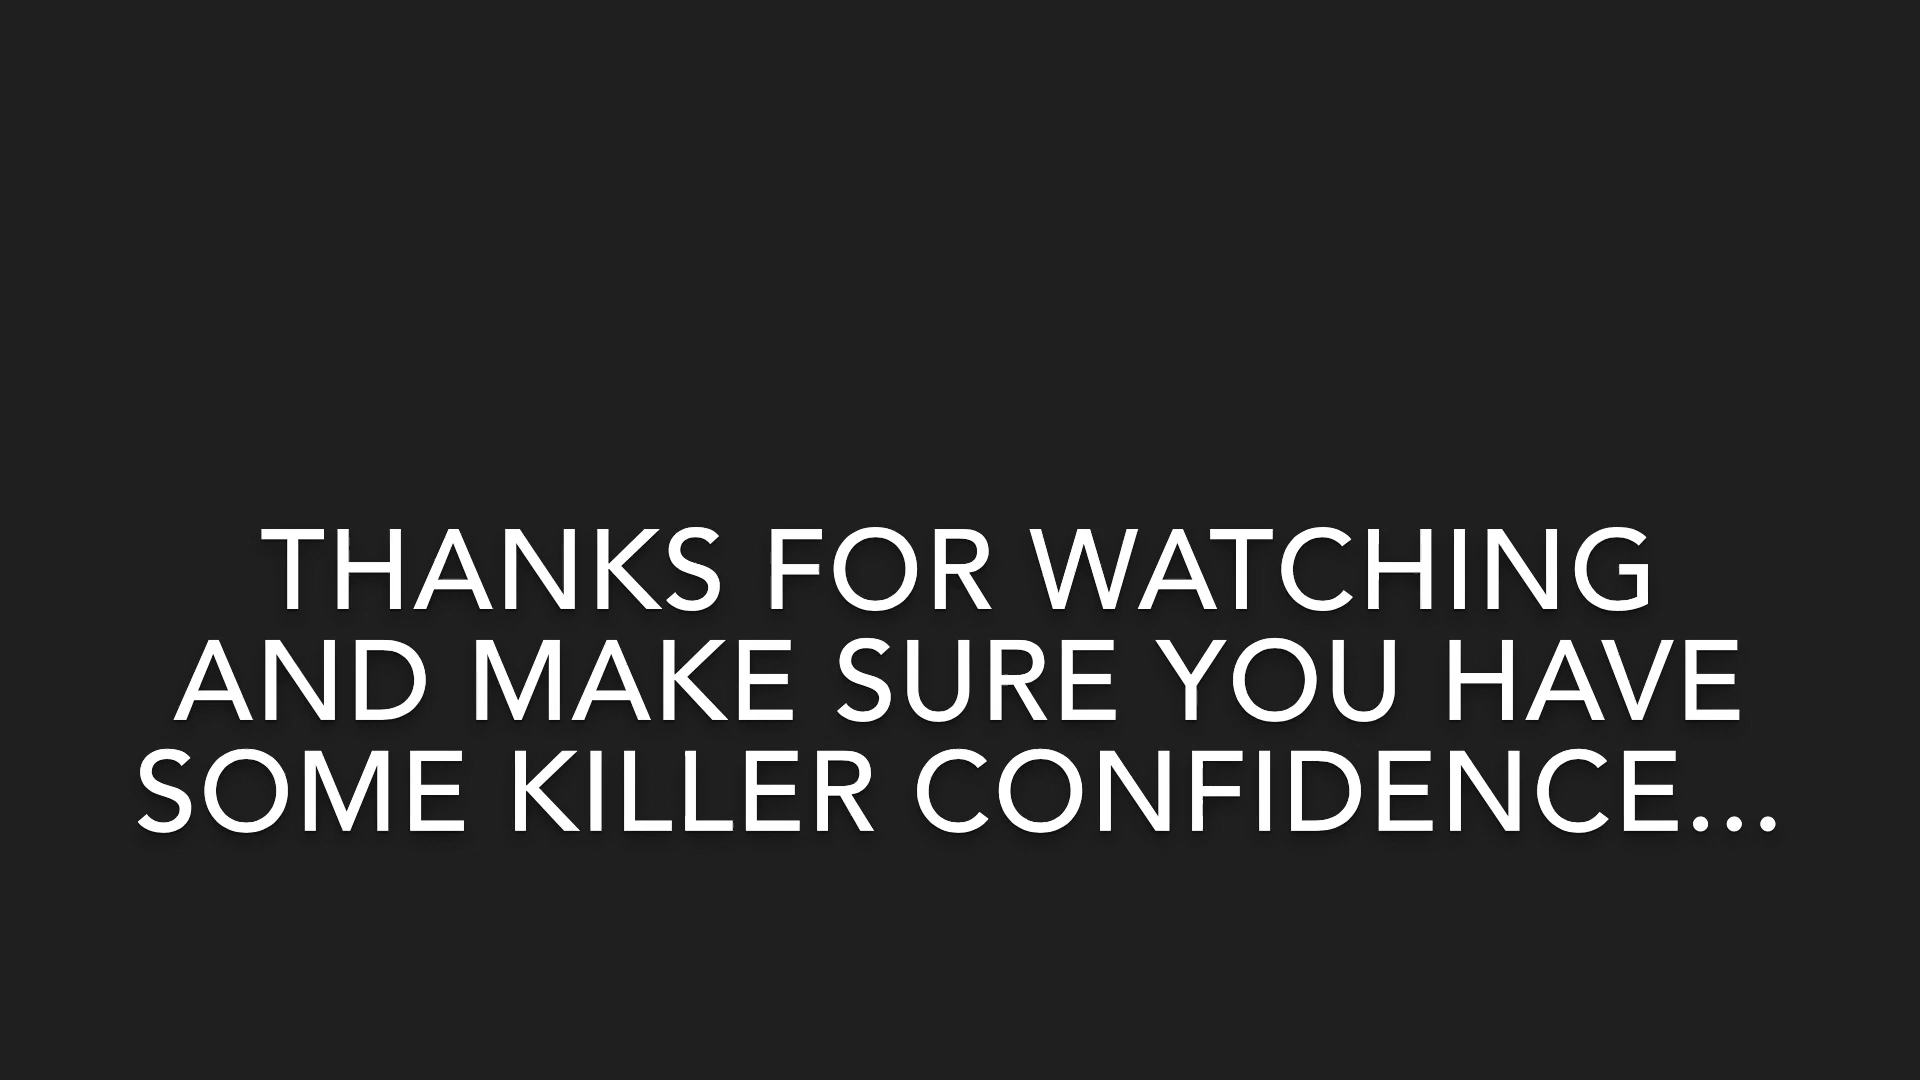 THANKS FOR WATCHING
AND MAKE SURE YOU HAVE
SOME KILLER CONFIDENCE...